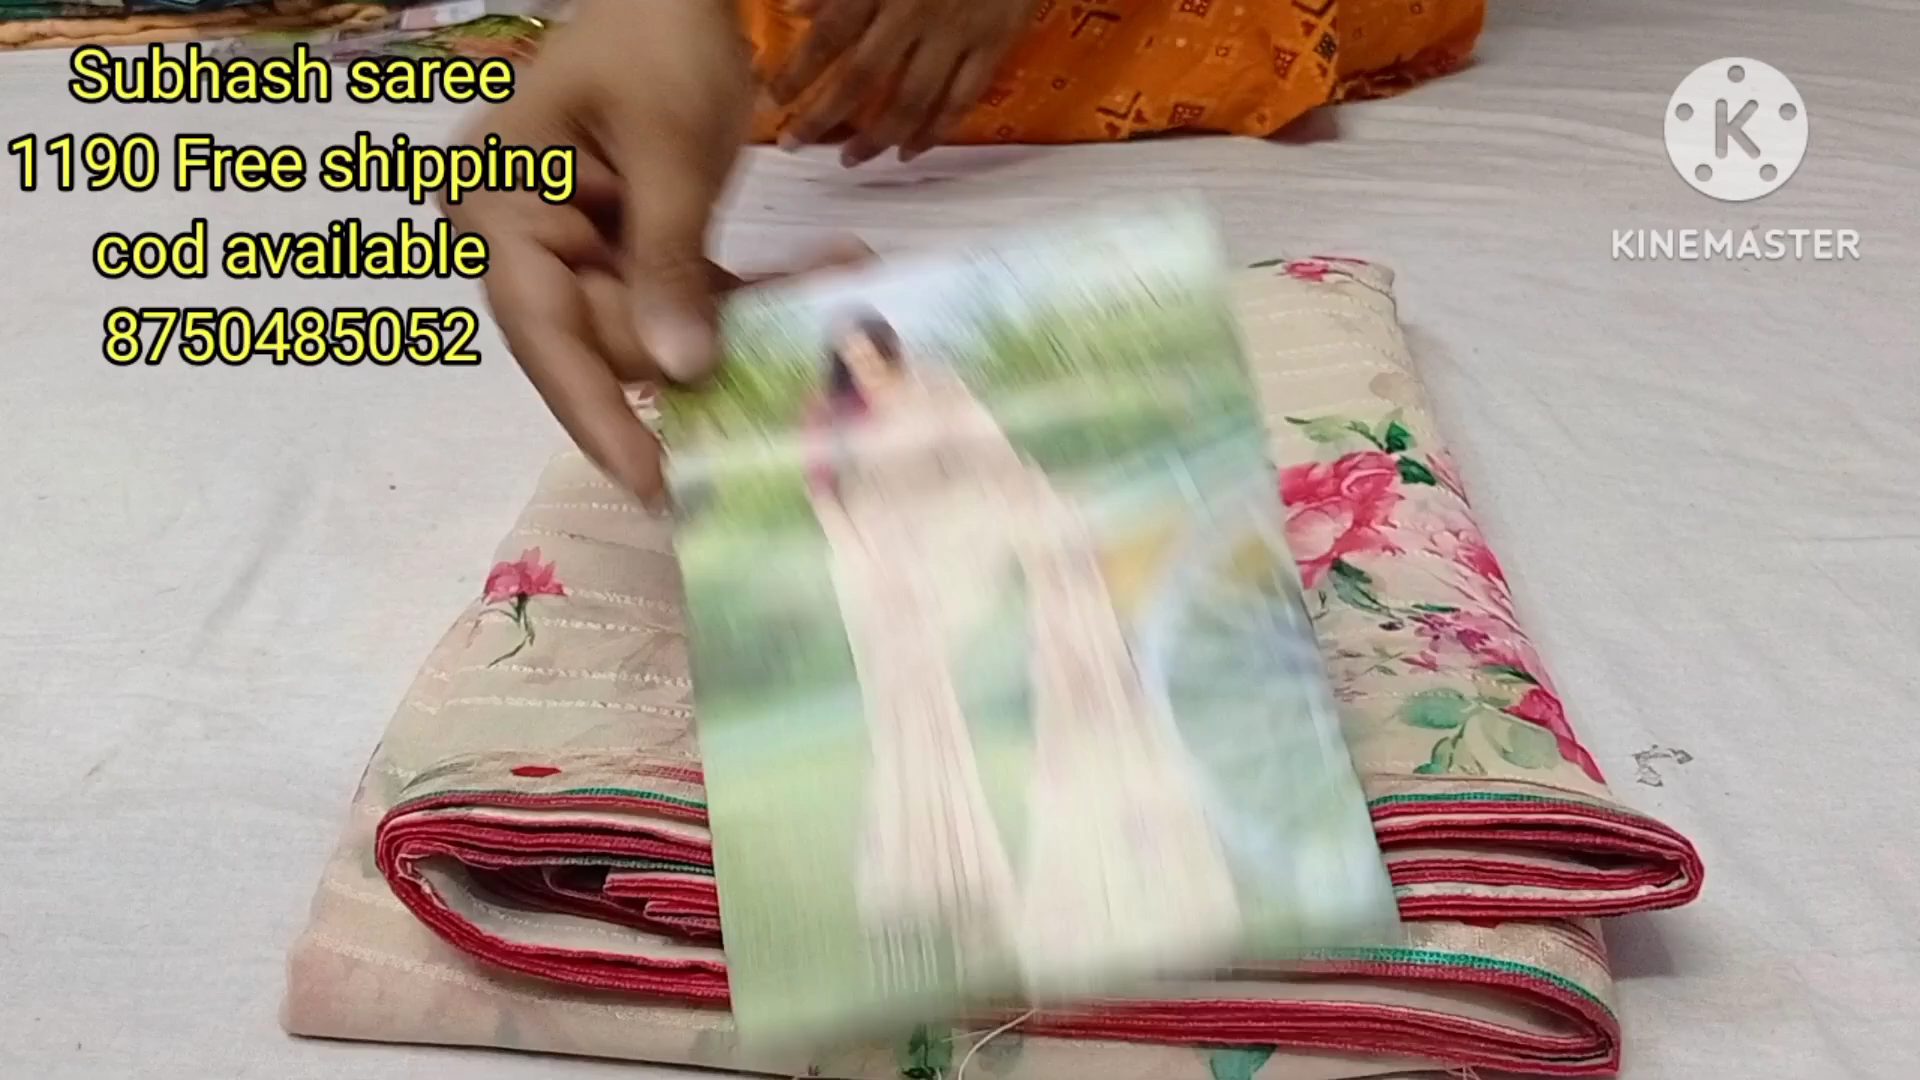 Subhash saree
1190 Free shipping
cod available
8750485052
K
KINEMASTER